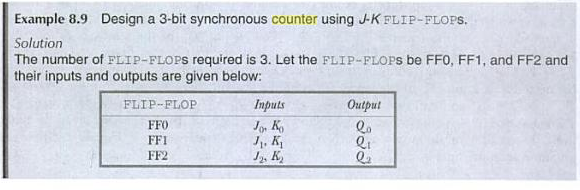 Example 8.9 Design a 3-bit synchronous counter using J-K FLIP-FLOPs.
Solution
The number of FLIP-FLOPs required is 3. Let the FLIP-FLOPs be FF0, FF1, and FF2 and
their inputs and outputs are given below:
FLIP-FLOP Inputs Output
FF0 J₀, K₀ Q₀
FF1 J₁, K₁ Q₁
FF2 J₂, K₂ Q₂